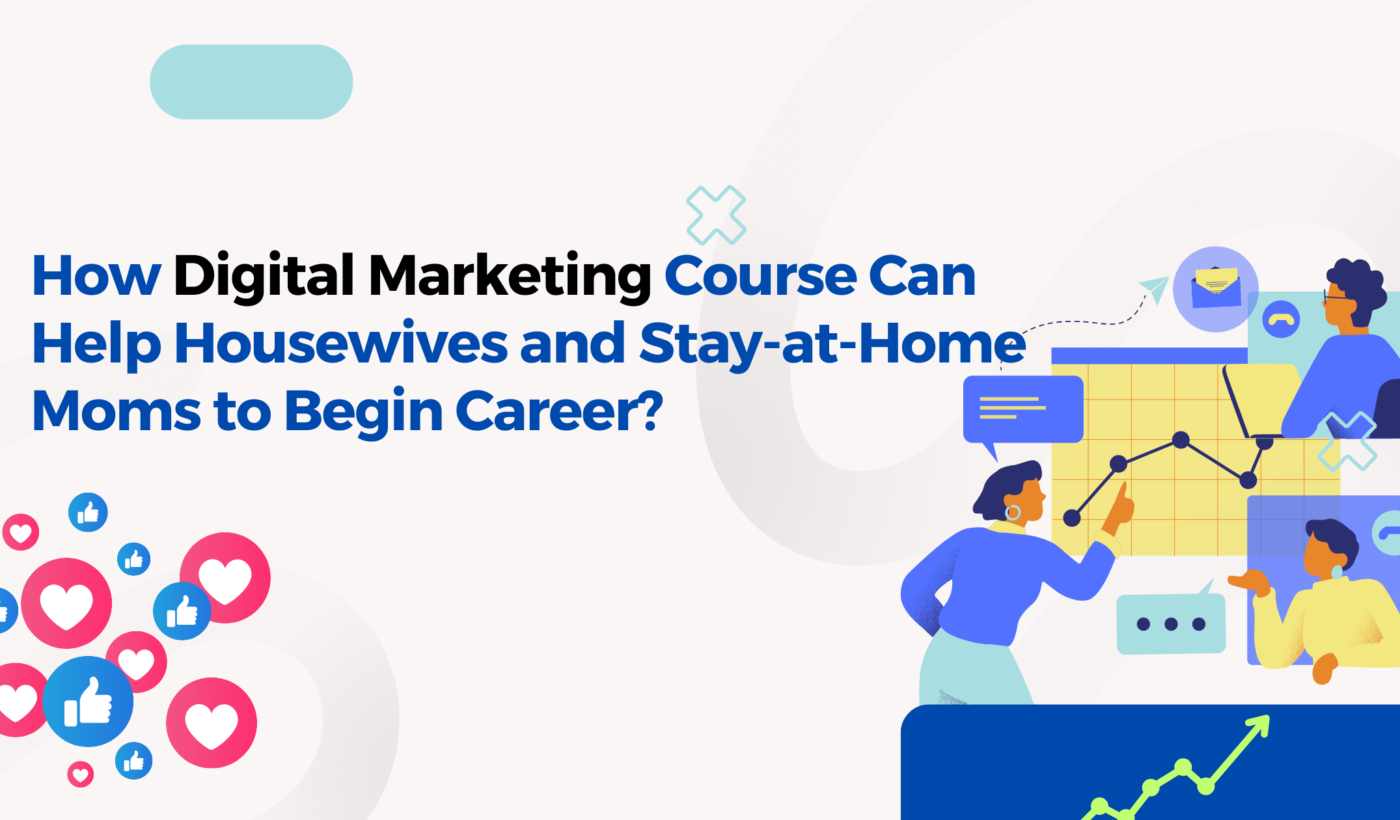 How Digital Marketing Course Can
Help Housewives and Stay-at-Home
Moms to Begin Career?